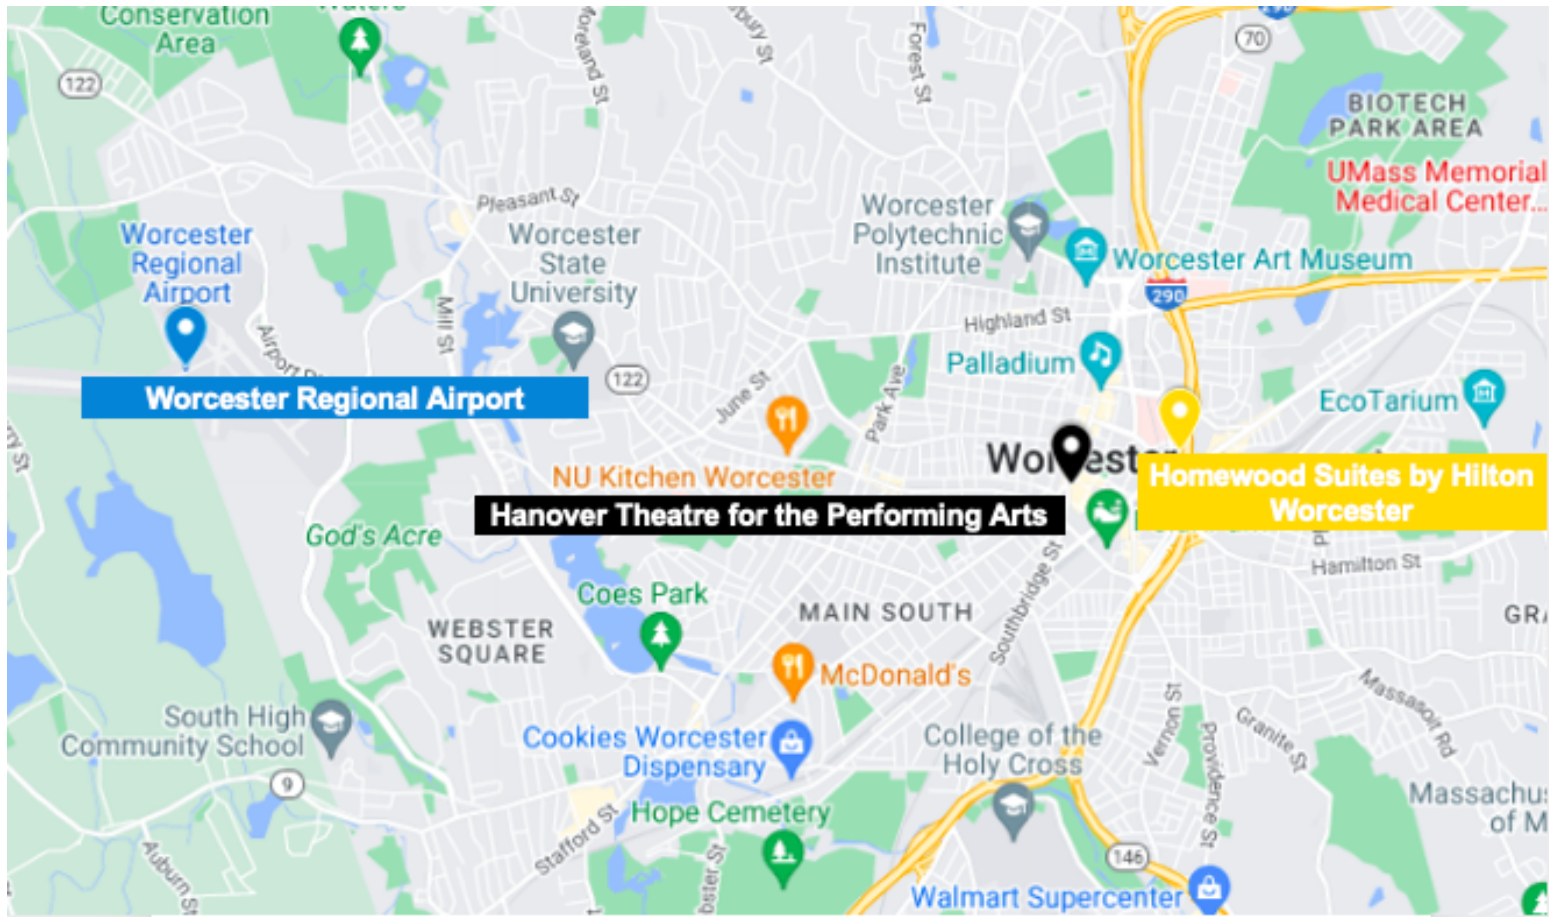 Conservation
Area
Waters
Moreland St
Forest St
290
70
122
BIOTECH
PARK AREA
UMass Memorial
Medical Center...
Pleasant St
Worcester
Regional
Airport
Worcester
State
University
Worcester
Polytechnic
Institute
Worcester Art Museum
290
Mill St
Airport
Highland St
Palladium
122
June St
Park Ave
EcoTarium
Worcester Regional Airport
NU Kitchen Worcester
Homewood Suites by Hilton
Worcester
Hanover Theatre for the Performing Arts
God's Acre
Southbridge St
Hamilton St
Coes Park
MAIN SOUTH
WEBSTER
SQUARE
McDonald's
Massasoit Rd
South High
Community School
Cookies Worcester
Dispensary
College of the
Holy Cross
Vernon St
Granite St
Providence St
9
Hope Cemetery
Stafford St
Auburn St
146
Walmart Supercenter